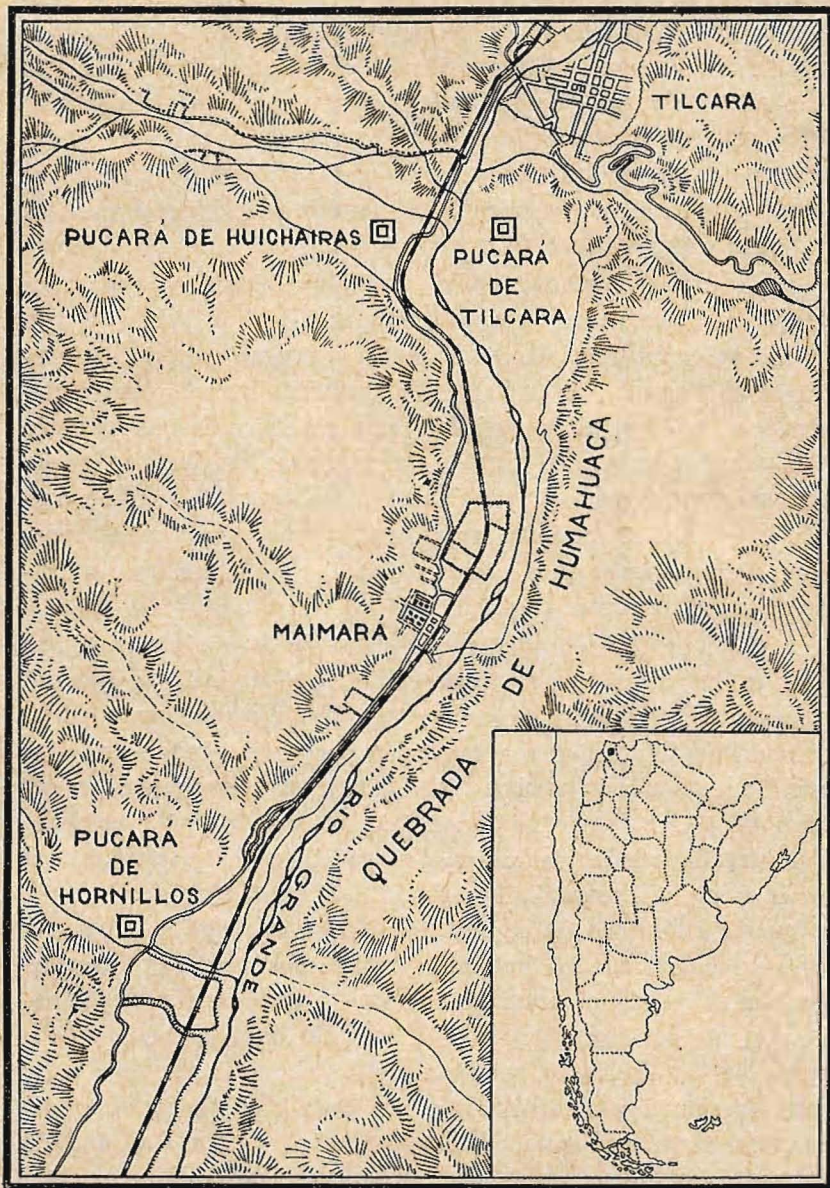 TILCARA
PUCARÁ DE HUICHAIRAS
PUCARÁ
DE
TILCARA
QUEBRADA DE HUMAHUACA
MAIMARÁ
RIO GRANDE
PUCARÁ
DE
HORNILLOS